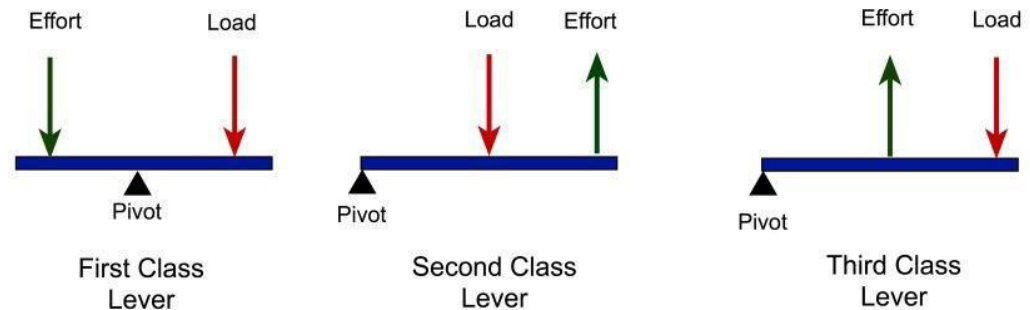 Effort
Load
Pivot
First Class
Lever
Load
Effort
Pivot
Second Class
Lever
Effort
Load
Pivot
Third Class
Lever